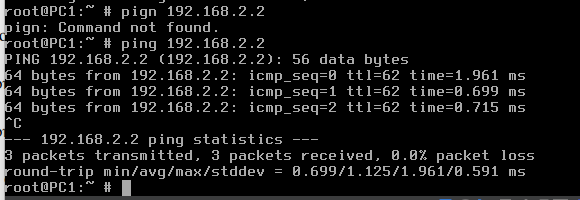 root@PC1:~ # pign 192.168.2.2
pign: Command not found.
root@PC1:~ # ping 192.168.2.2
PING 192.168.2.2 (192.168.2.2): 56 data bytes
64 bytes from 192.168.2.2: icmp_seq=0 ttl=62 time=1.961 ms
64 bytes from 192.168.2.2: icmp_seq=1 ttl=62 time=0.699 ms
64 bytes from 192.168.2.2: icmp_seq=2 ttl=62 time=0.715 ms
^C
--- 192.168.2.2 ping statistics ---
3 packets transmitted, 3 packets received, 0.0% packet loss
round-trip min/avg/max/stddev = 0.699/1.125/1.961/0.591 ms
root@PC1:~ #